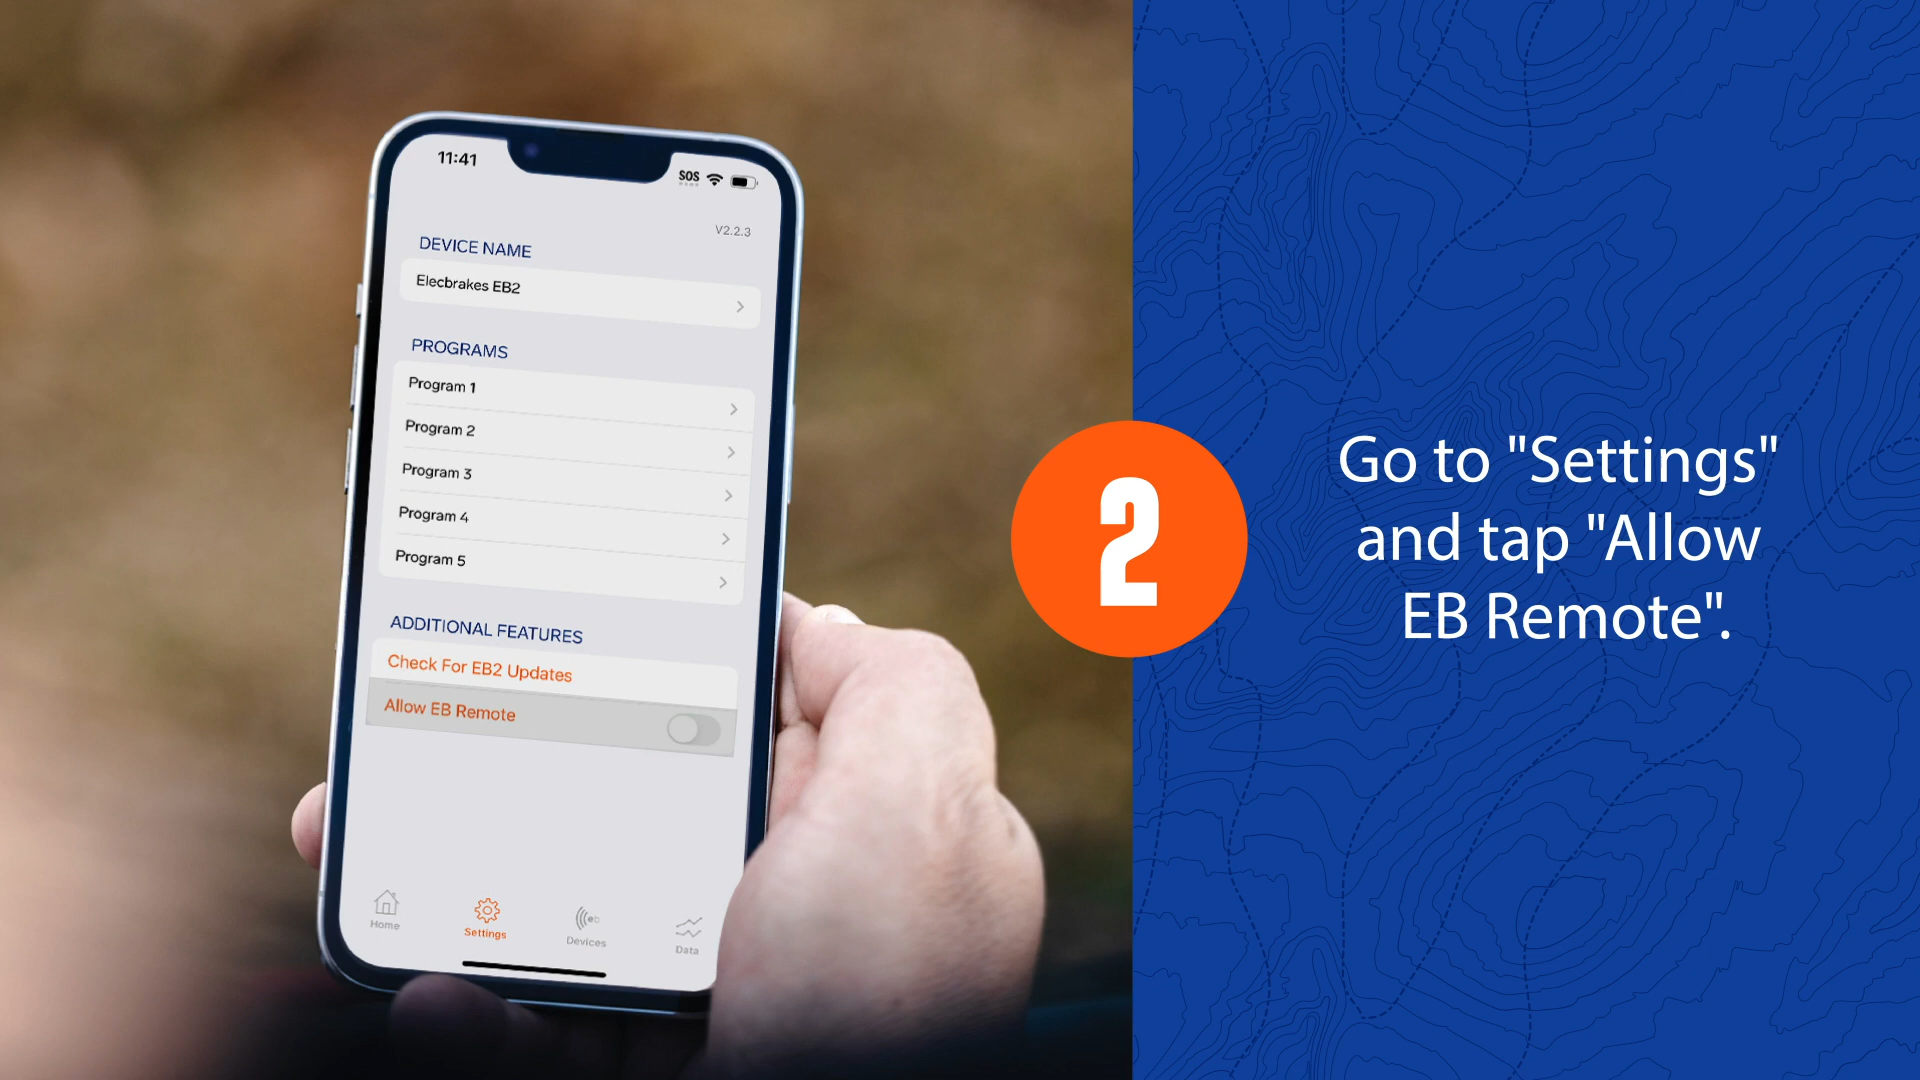 11:41
SOS
V2.2.3
DEVICE NAME
Elecbrakes EB2
PROGRAMS
Program 1
Program 2
Program 3
Program 4
Program 5
ADDITIONAL FEATURES
Check For EB2 Updates
Allow EB Remote
Home
Settings
eb
Devices
Data
2
Go to "Settings"
and tap "Allow
EB Remote".